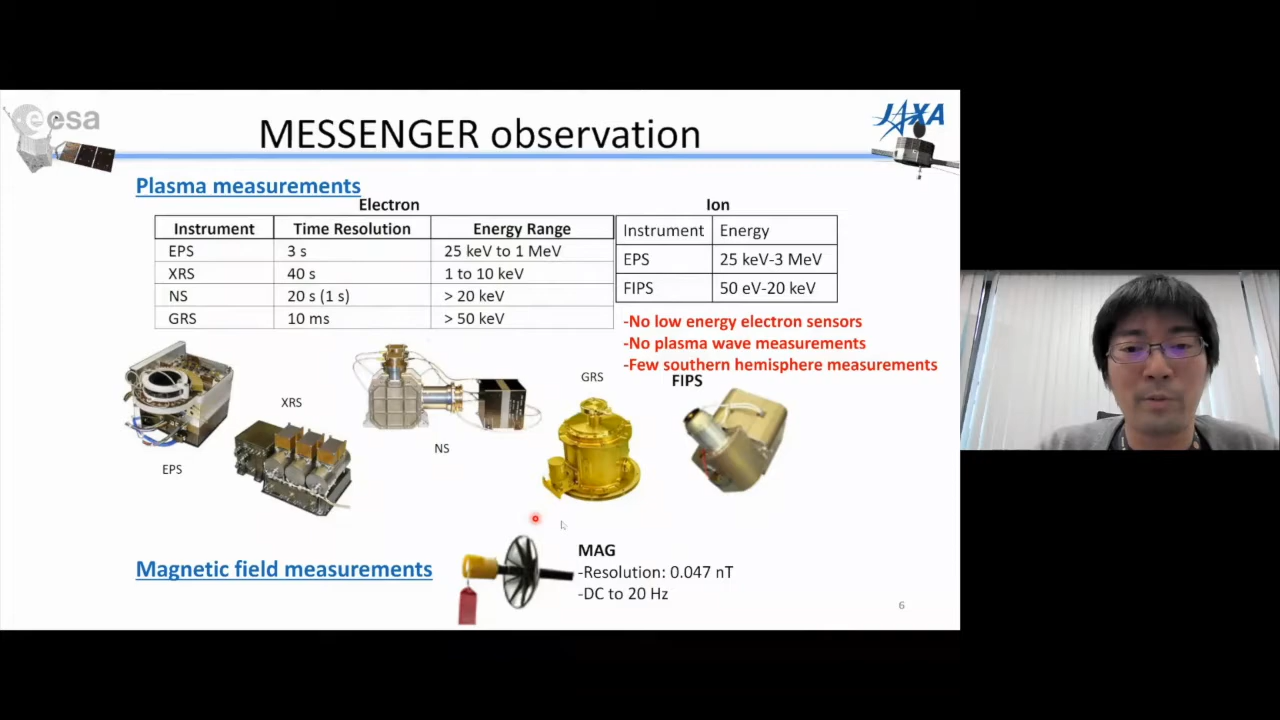 esa
JAXA
MESSENGER observation
Plasma measurements
Electron
Instrument Time Resolution Energy Range
EPS 3 s 25 keV to 1 MeV
XRS 40 s 1 to 10 keV
NS 20 s (1 s) > 20 keV
GRS 10 ms > 50 keV
Ion
Instrument Energy
EPS 25 keV-3 MeV
FIPS 50 eV-20 keV
-No low energy electron sensors
-No plasma wave measurements
-Few southern hemisphere measurements
EPS
XRS
NS
GRS
FIPS
Magnetic field measurements
MAG
-Resolution: 0.047 nT
-DC to 20 Hz
6